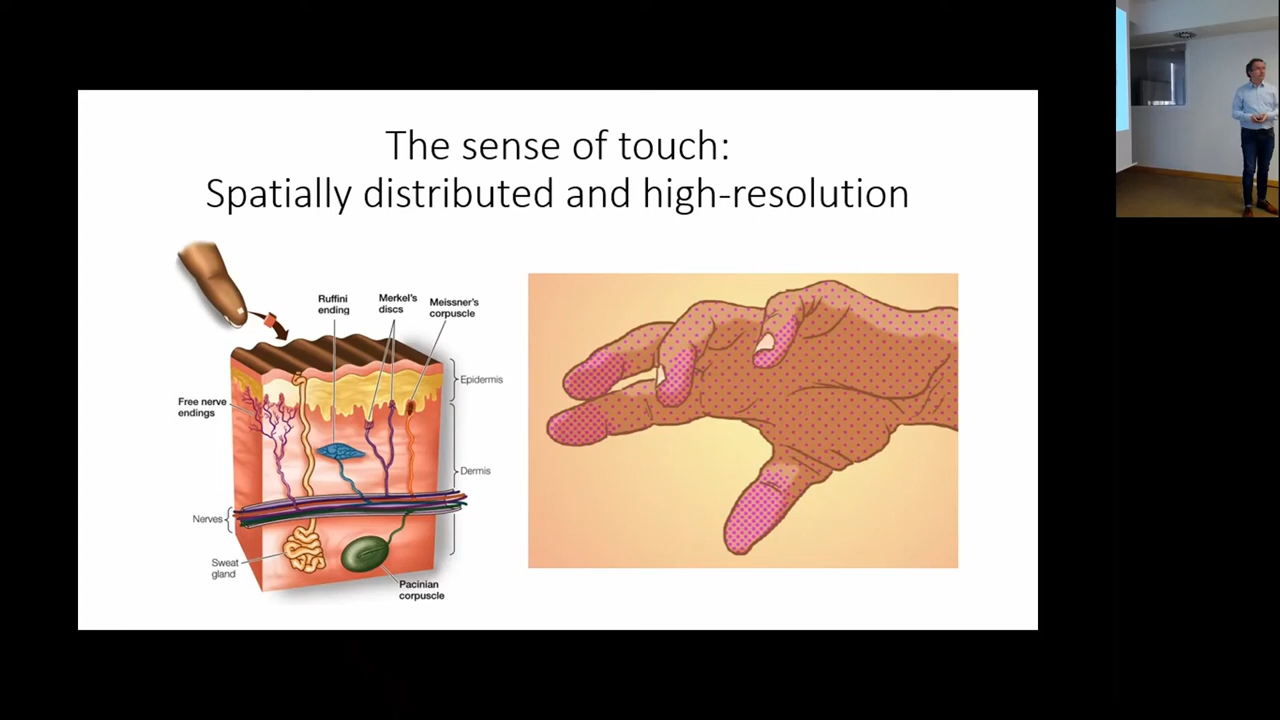 The sense of touch:
Spatially distributed and high-resolution
Ruffini
ending
Merkel's
discs
Meissner's
corpuscle
Epidermis
Free nerve
endings
Dermis
Nerves
Sweat
gland
Pacinian
corpuscle